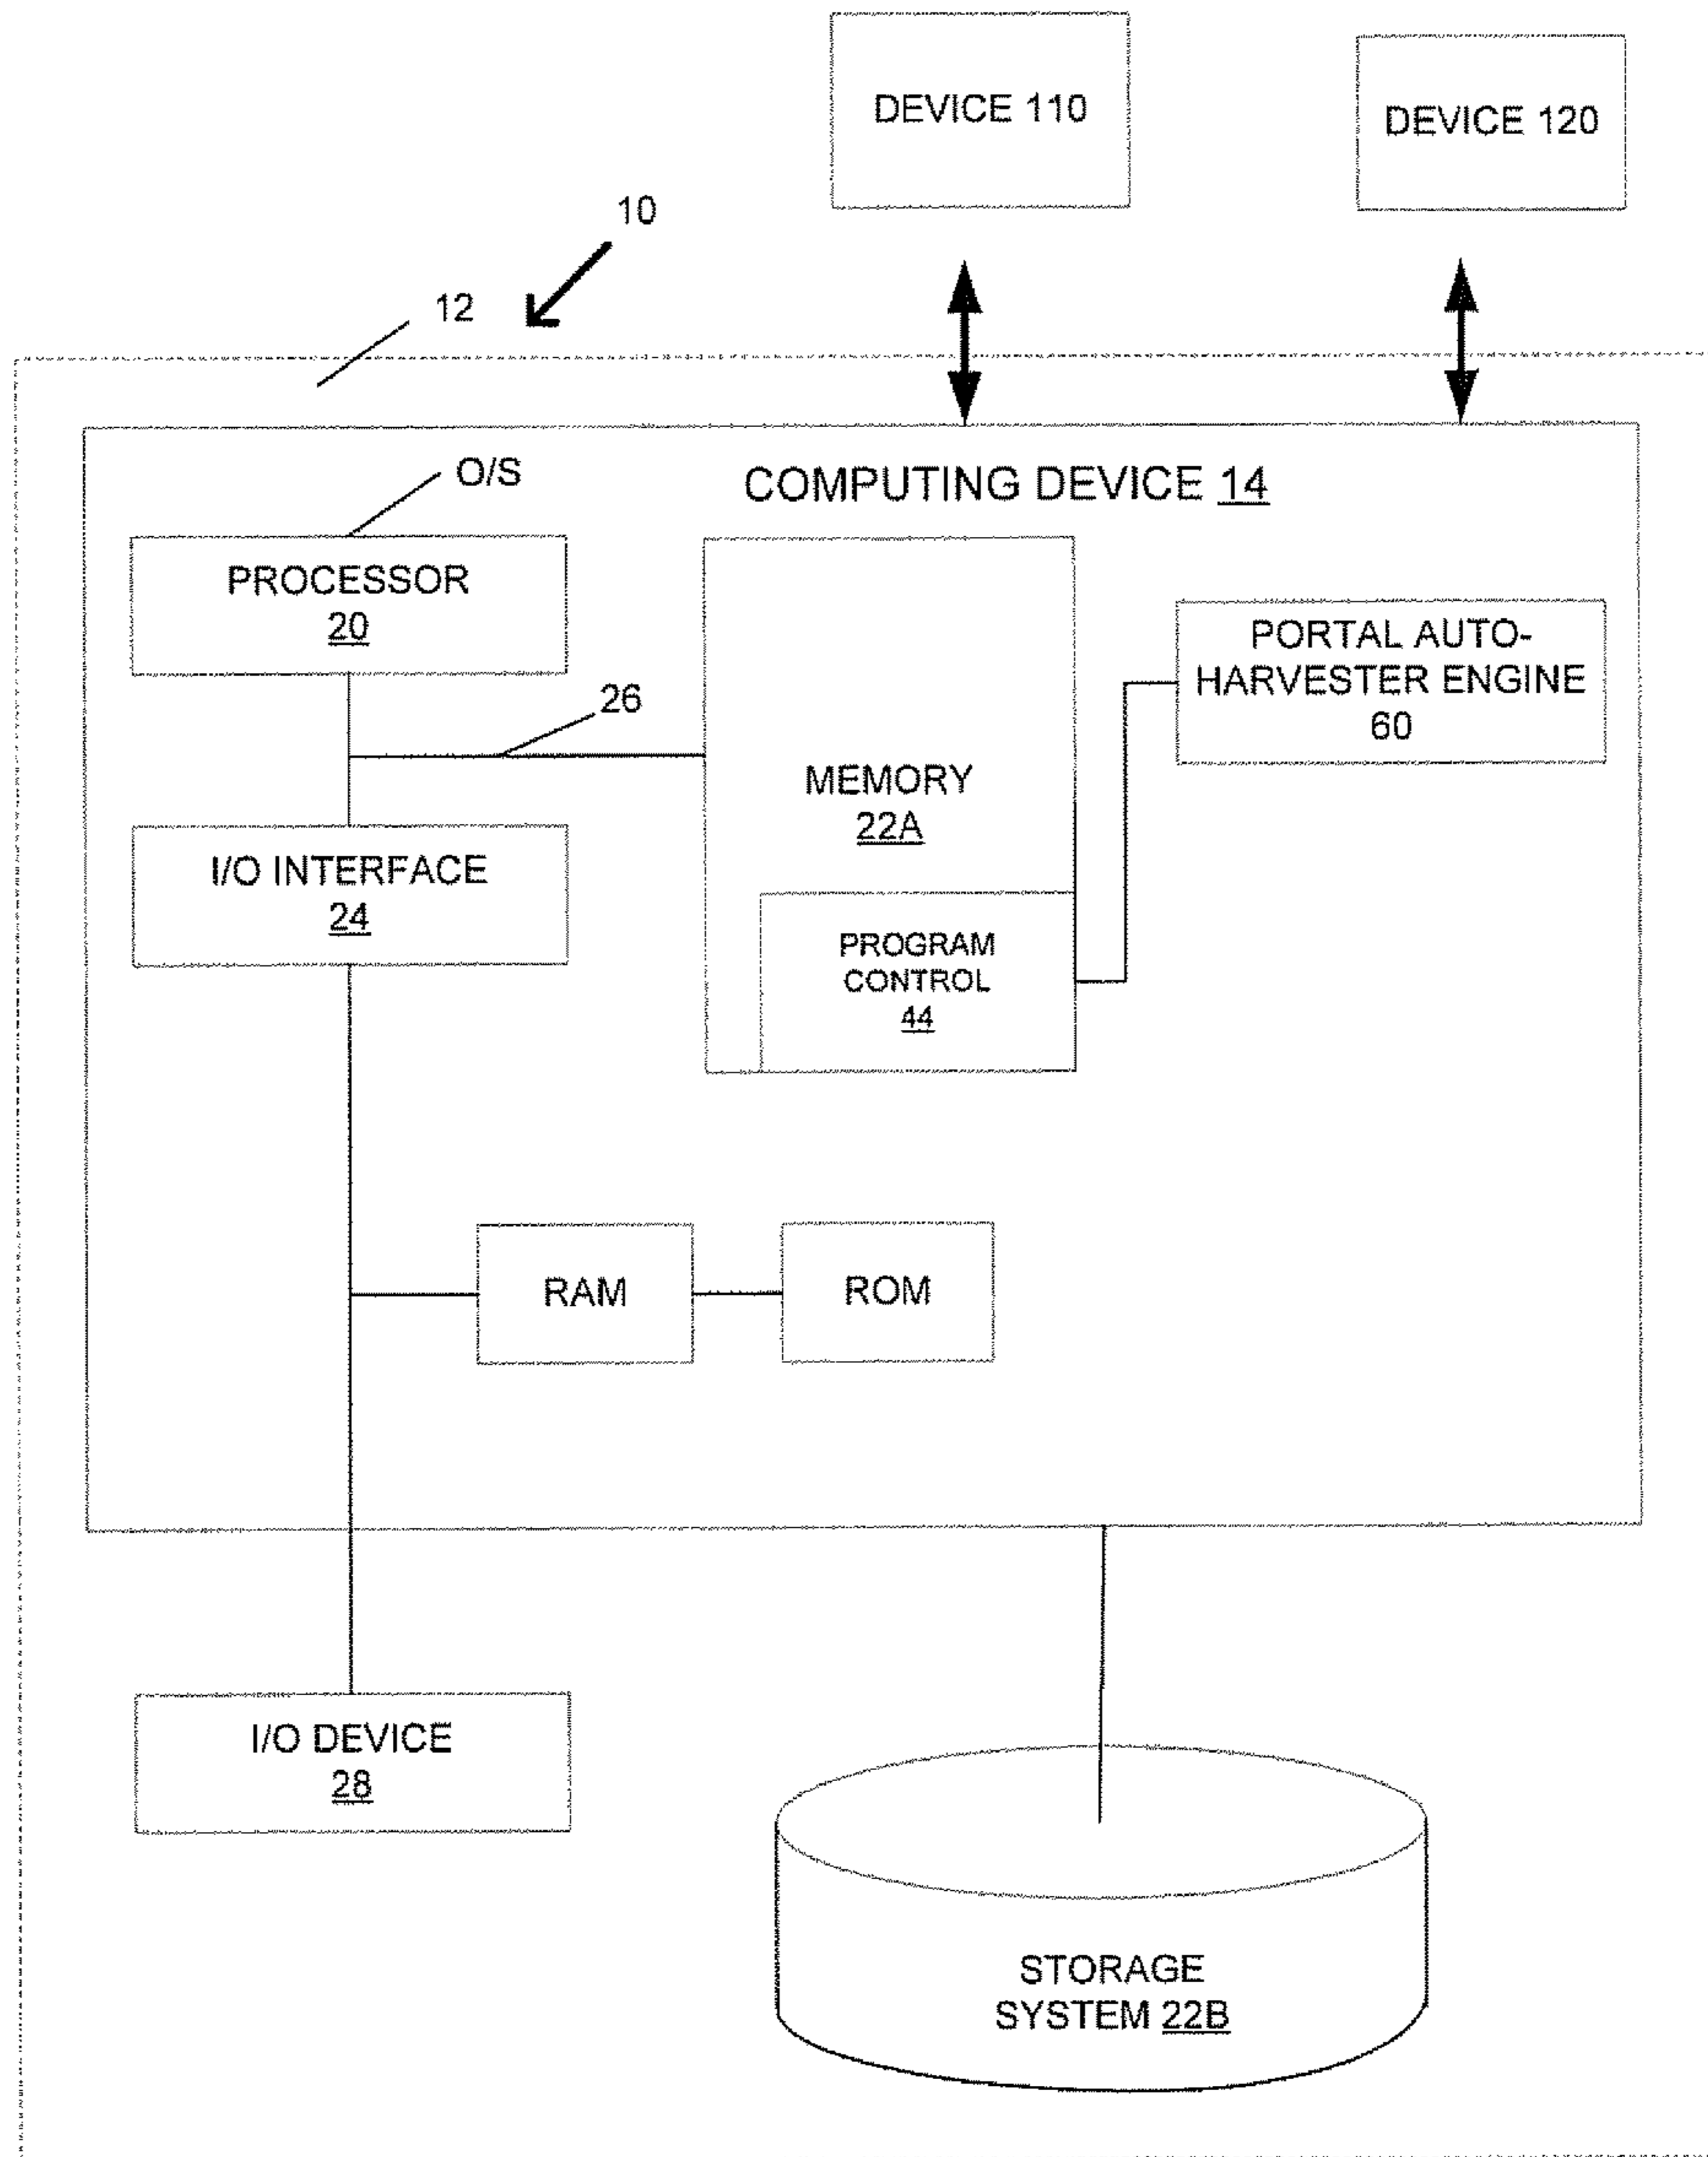 DEVICE 110
DEVICE 120
10
12
O/S
COMPUTING DEVICE 14
PROCESSOR
20
26
MEMORY
22A
PORTAL AUTO-
HARVESTER ENGINE
60
I/O INTERFACE
24
PROGRAM
CONTROL
44
RAM
ROM
I/O DEVICE
28
STORAGE
SYSTEM 22B